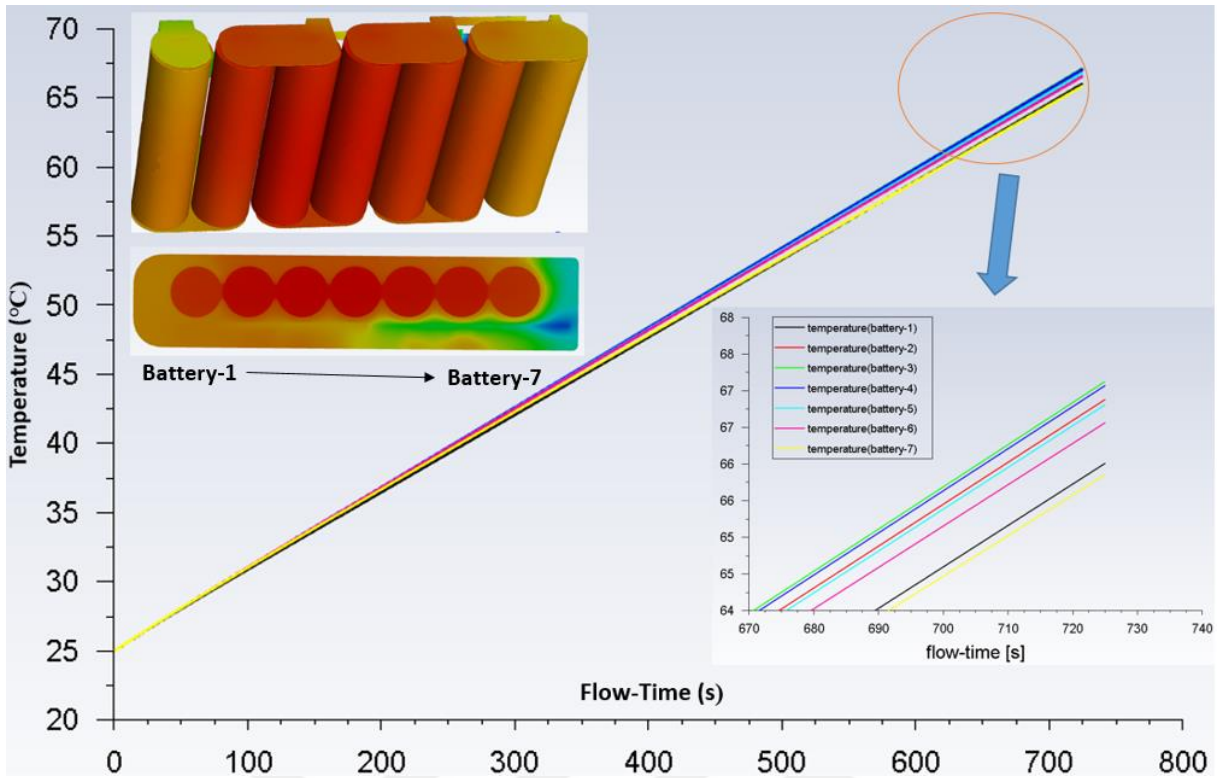 70
65
60
55
50
45
40
35
30
25
20
Temperature (°C)
Battery-1
Battery-7
68
68
67
67
66
66
65
65
64
temperature(battery-1)
temperature(battery-2)
temperature(battery-3)
temperature(battery-4)
temperature(battery-5)
temperature(battery-6)
temperature(battery-7)
670 680 690 700 710 720 730 740
flow-time [s]
Flow-Time (s)
0 100 200 300 400 500 600 700 800